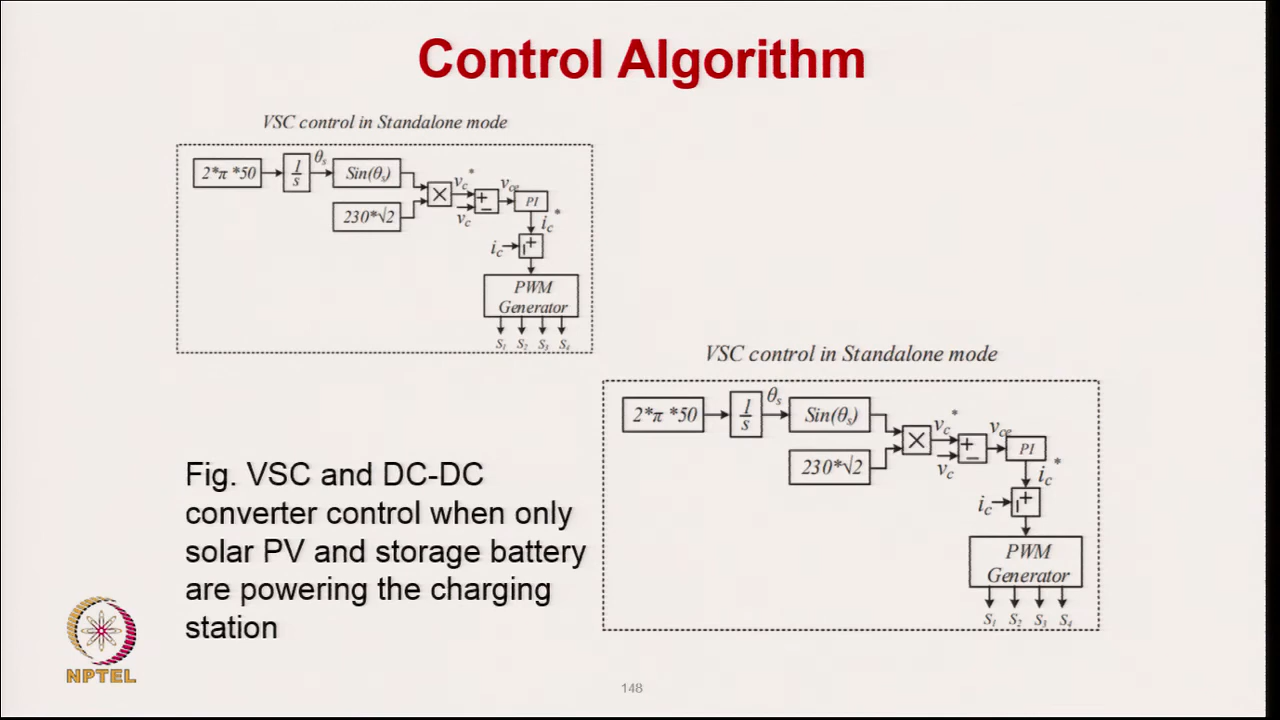 Control Algorithm
VSC control in Standalone mode
2*π *50
1/s
θs
Sin(θs)
230*√2
×
vc*
vc
+
−
vce
PI
ic*
ic
+
−
PWM
Generator
S1 S2 S3 S4
Fig. VSC and DC-DC
converter control when only
solar PV and storage battery
are powering the charging
station
VSC control in Standalone mode
2*π *50
1/s
θs
Sin(θs)
230*√2
×
vc*
vc
+
−
vce
PI
ic*
ic
+
−
PWM
Generator
S1 S2 S3 S4
NPTEL
148